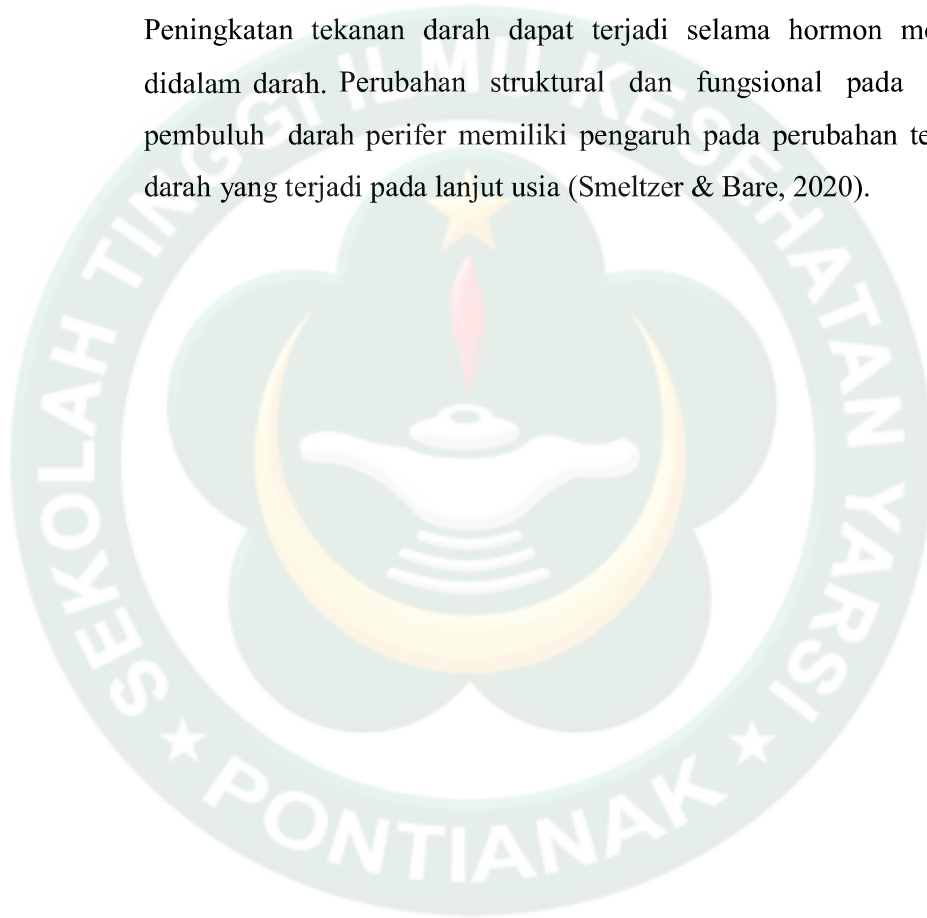 Peningkatan tekanan darah dapat terjadi selama hormon
didalam darah. Perubahan struktural dan fungsional pada
pembuluh darah perifer memiliki pengaruh pada perubahan
darah yang terjadi pada lanjut usia (Smeltzer & Bare, 2020).
SEKOLAH TINGGI ILMU KESEHATAN YARSI
PONTIANAK